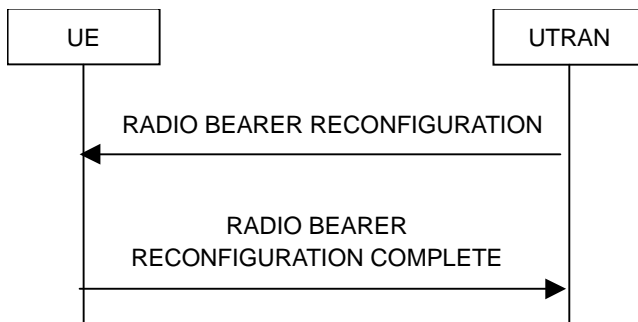 UE
UTRAN
RADIO BEARER RECONFIGURATION
RADIO BEARER
RECONFIGURATION COMPLETE